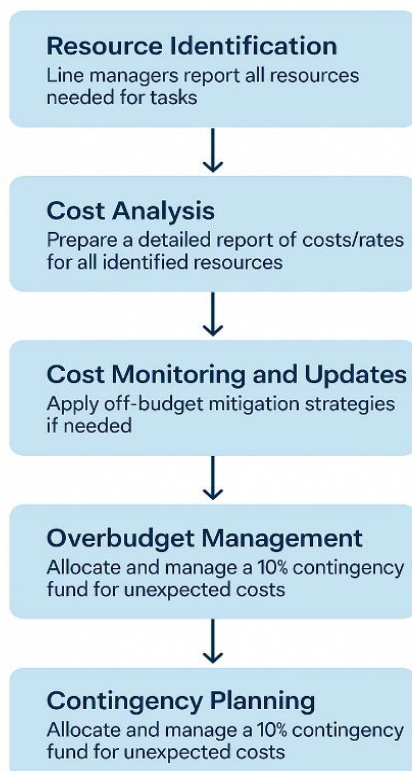 Resource Identification
Line managers report all resources
needed for tasks
Cost Analysis
Prepare a detailed report of costs/rates
for all identified resources
Cost Monitoring and Updates
Apply off-budget mitigation strategies
if needed
Overbudget Management
Allocate and manage a 10% contingency
fund for unexpected costs
Contingency Planning
Allocate and manage a 10% contingency
fund for unexpected costs